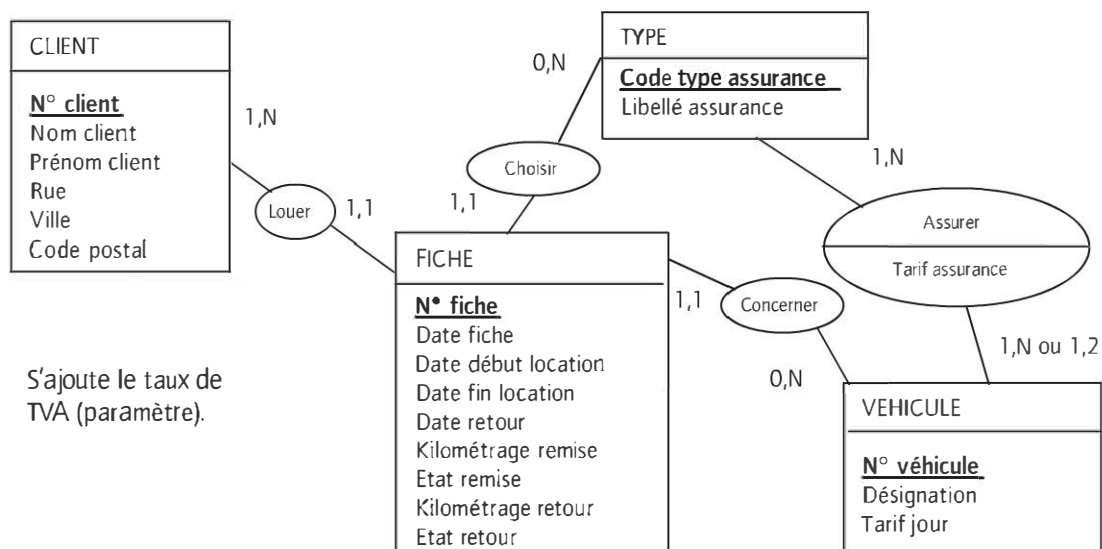 CLIENT
N° client
Nom client
Prénom client
Rue
Ville
Code postal
1,N
Louer
1,1
S'ajoute le taux de
TVA (paramètre).
TYPE
Code type assurance
Libellé assurance
0,N
Choisir
1,1
1,N
Assurer
Tarif assurance
1,N ou 1,2
FICHE
N° fiche
Date fiche
Date début location
Date fin location
Date retour
Kilométrage remise
Etat remise
Kilométrage retour
Etat retour
1,1
Concerner
0,N
VEHICULE
N° véhicule
Désignation
Tarif jour